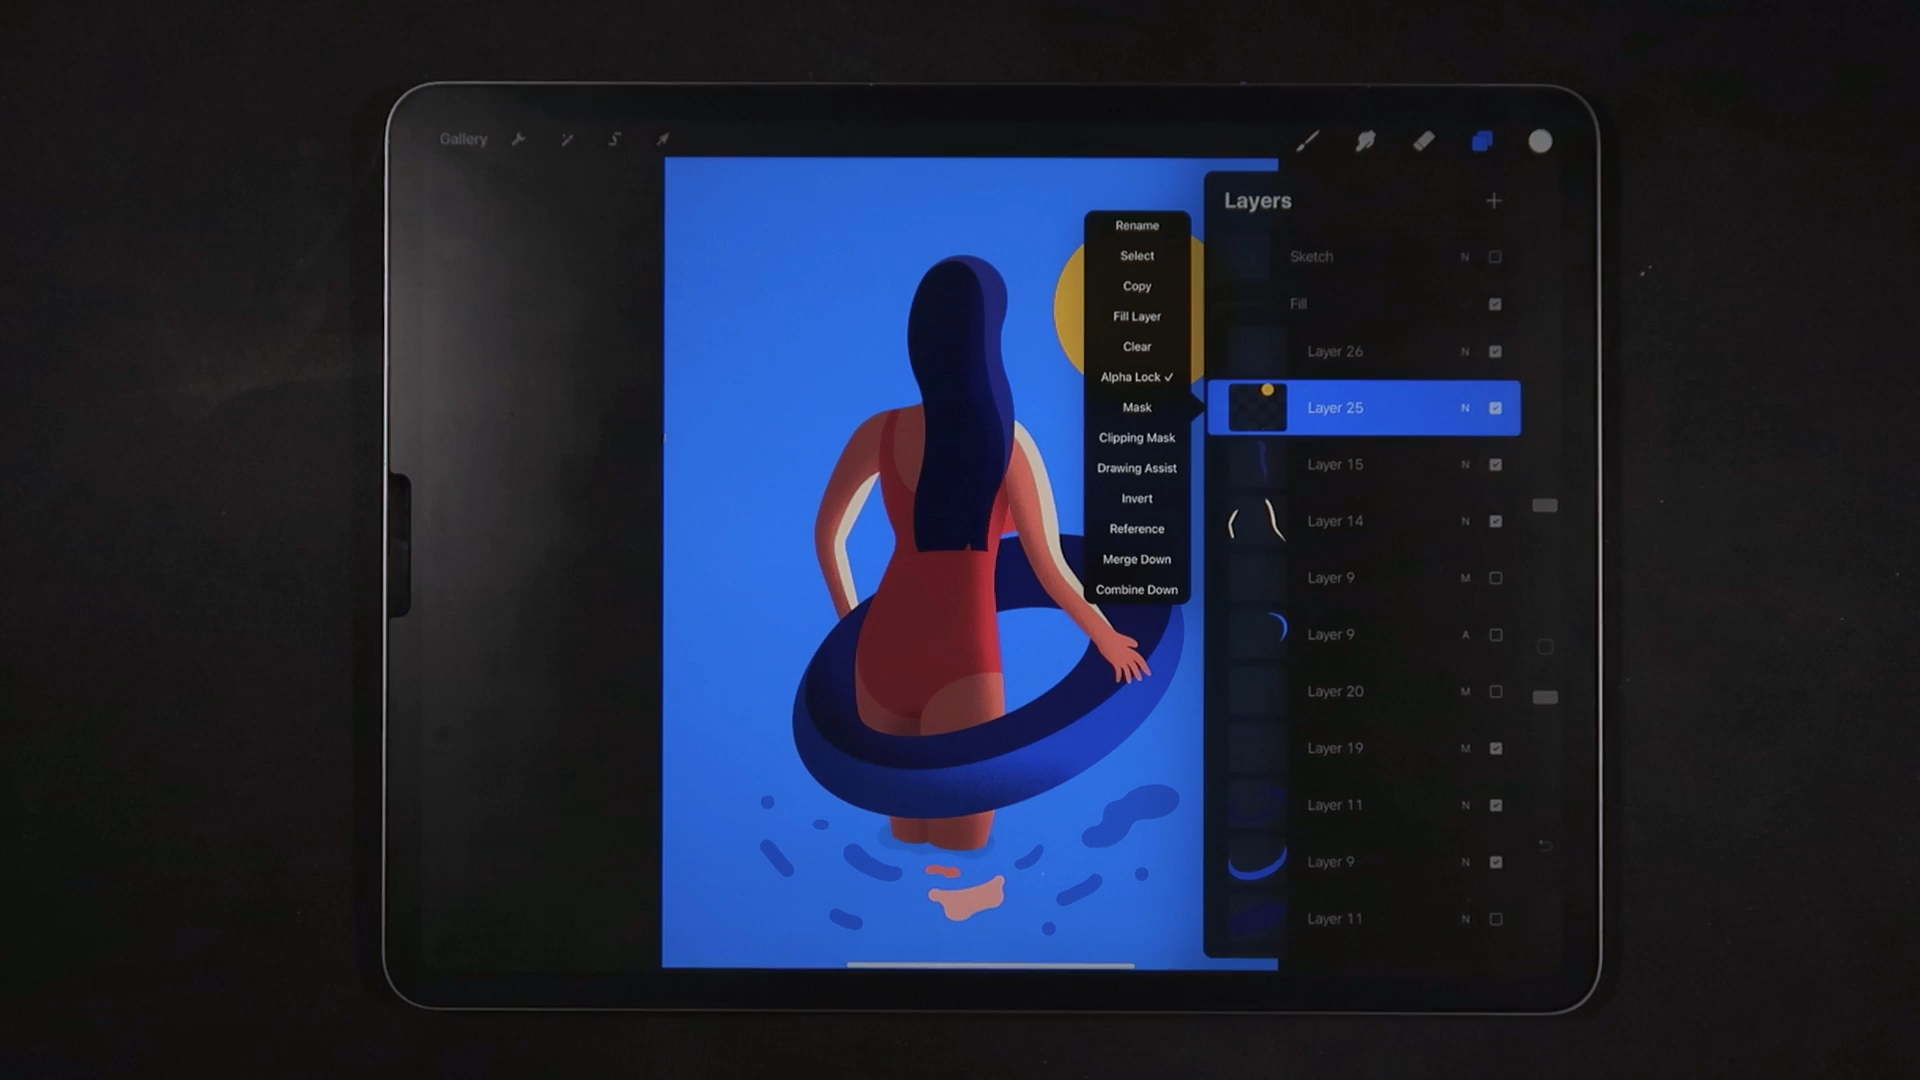 Gallery
Layers
Rename
Select
Copy
Fill Layer
Clear
Alpha Lock ✓
Mask
Clipping Mask
Drawing Assist
Invert
Reference
Merge Down
Combine Down
Sketch N
Fill
Layer 26 N
Layer 25 N
Layer 15 N
Layer 14 N
Layer 9 M
Layer 9 A
Layer 20 M
Layer 19 M
Layer 11 N
Layer 9 N
Layer 11 N